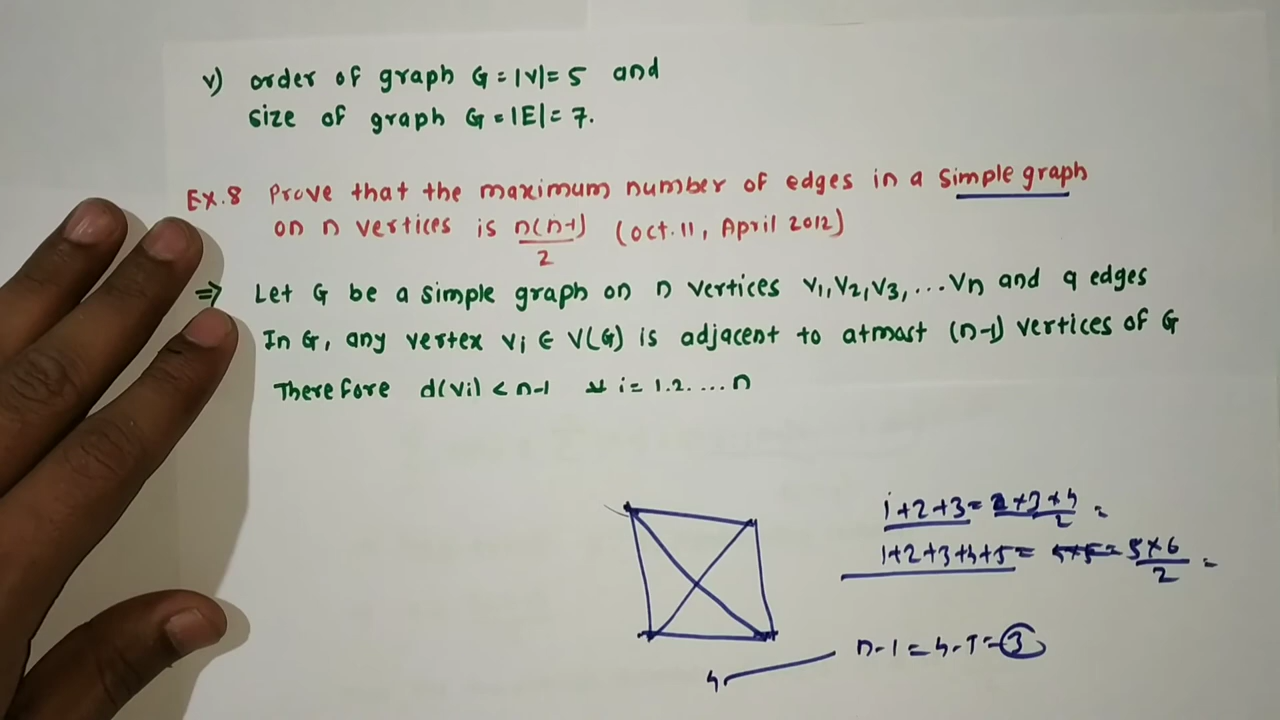 v) order of graph G = |V| = 5 and
size of graph G = |E| = 7.
Ex.8 Prove that the maximum number of edges in a simple graph
on n vertices is n(n-1)/2 (oct.11, April 2012)
⇒ Let G be a simple graph on n vertices V1, V2, V3, ... Vn and q edges
In G, any vertex Vi ∈ V(G) is adjacent to atmost (n-1) vertices of G
Therefore d(Vi) < n-1 ∀ i = 1.2. ... n
1+2+3 = 3×4/2 =
1+2+3+4+5 = 5×6/2 =
n-1 = 4-1 = 3
4